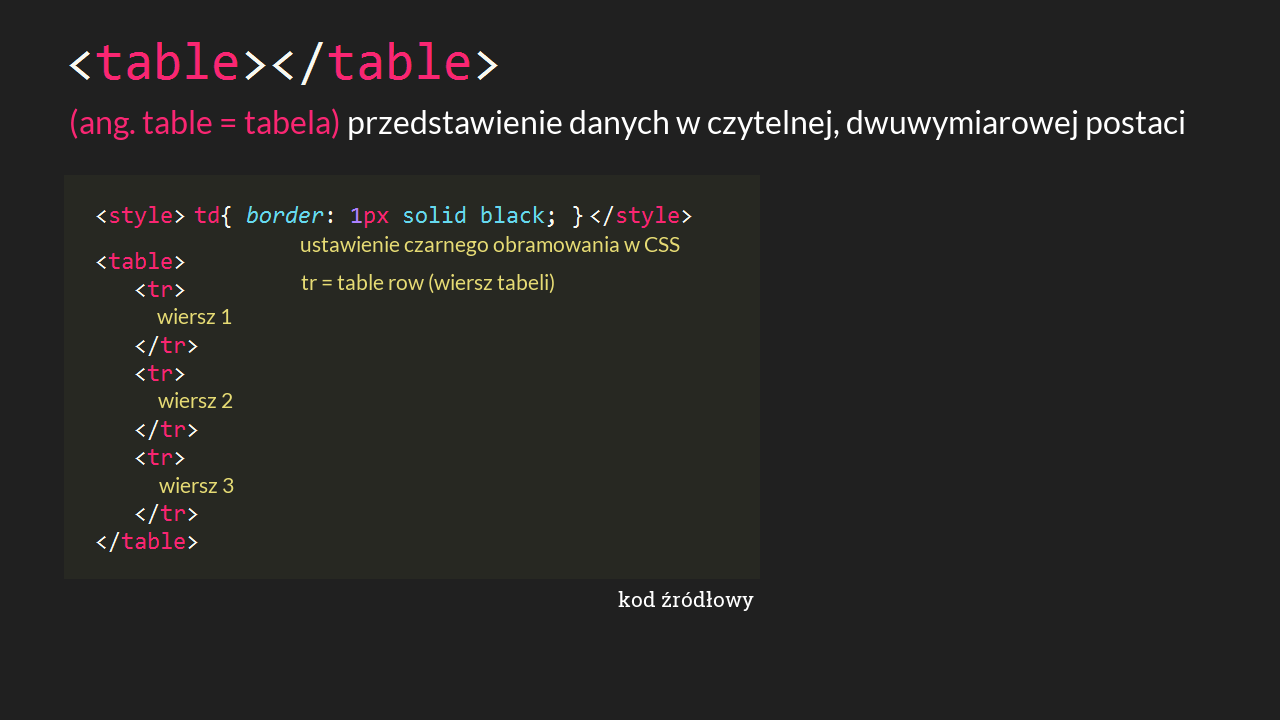 <table></table>
(ang. table = tabela) przedstawienie danych w czytelnej, dwuwymiarowej postaci
<style> td{ border: 1px solid black; } </style>
ustawienie czarnego obramowania w CSS
<table>
tr = table row (wiersz tabeli)
<tr>
wiersz 1
</tr>
<tr>
wiersz 2
</tr>
<tr>
wiersz 3
</tr>
</table>
kod źródłowy